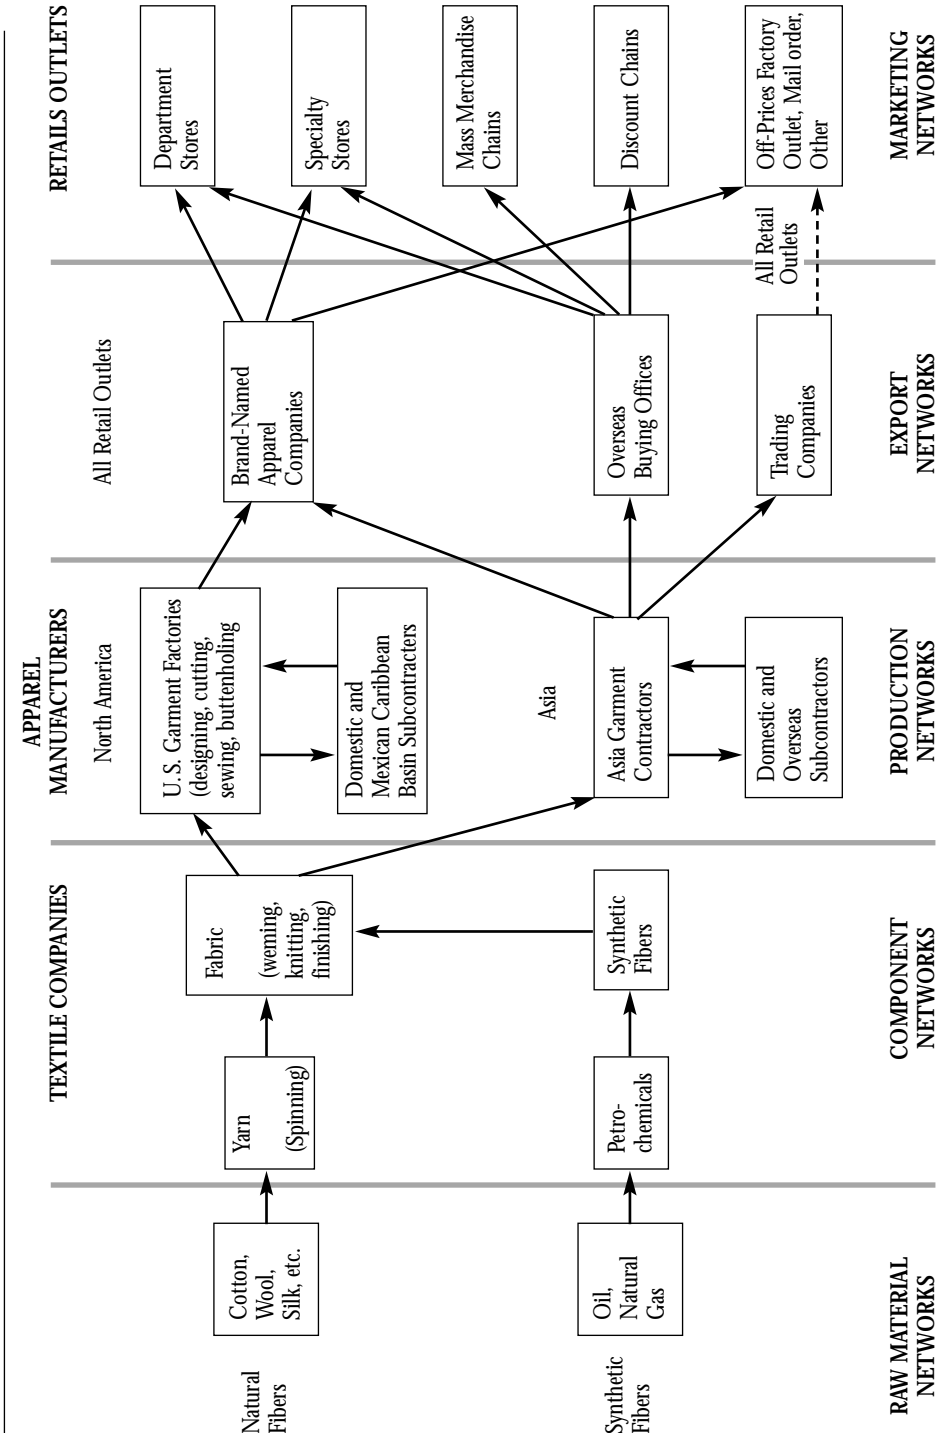 APPAREL
MANUFACTURERS
TEXTILE COMPANIES
RETAILS OUTLETS
North America
All Retail Outlets
Natural
Fibers
Cotton,
Wool,
Silk, etc.
Yarn
(Spinning)
Fabric
(weming,
knitting,
finishing)
U.S. Garment Factories
(designing, cutting,
sewing, buttenholing
Domestic and
Mexican Caribbean
Basin Subcontracters
Brand-Named
Apparel
Companies
Department
Stores
Specialty
Stores
Mass Merchandise
Chains
Asia
Synthetic
Fibers
Oil,
Natural
Gas
Petro-
chemicals
Synthetic
Fibers
Asia Garment
Contractors
Domestic and
Overseas
Subcontractors
Overseas
Buying Offices
Trading
Companies
All Retail
Outlets
Discount Chains
Off-Prices Factory
Outlet, Mail order,
Other
RAW MATERIAL
NETWORKS
COMPONENT
NETWORKS
PRODUCTION
NETWORKS
EXPORT
NETWORKS
MARKETING
NETWORKS